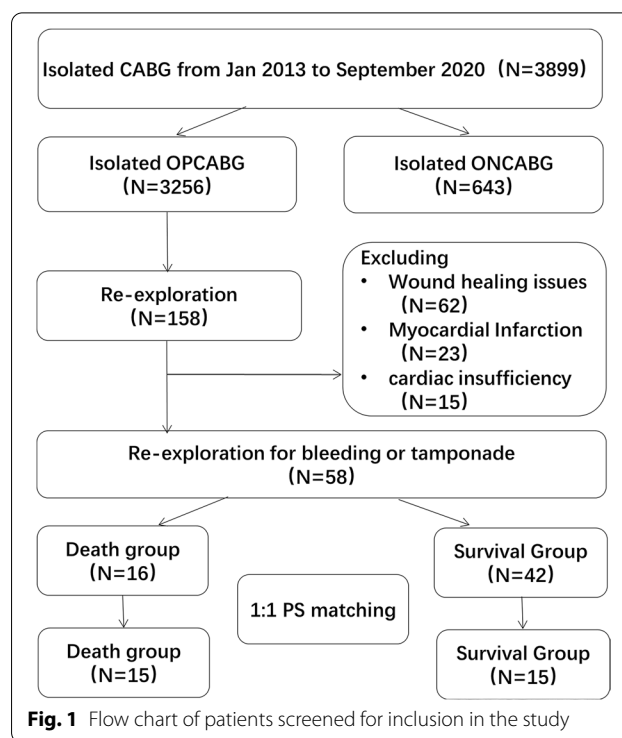 Isolated CABG from Jan 2013 to September 2020 (N=3899)
Isolated OPCABG
(N=3256)
Isolated ONCABG
(N=643)
Re-exploration
(N=158)
Excluding
• Wound healing issues
(N=62)
• Myocardial Infarction
(N=23)
• cardiac insufficiency
(N=15)
Re-exploration for bleeding or tamponade
(N=58)
Death group
(N=16)
Survival Group
(N=42)
1:1 PS matching
Death group
(N=15)
Survival Group
(N=15)
Fig. 1 Flow chart of patients screened for inclusion in the study